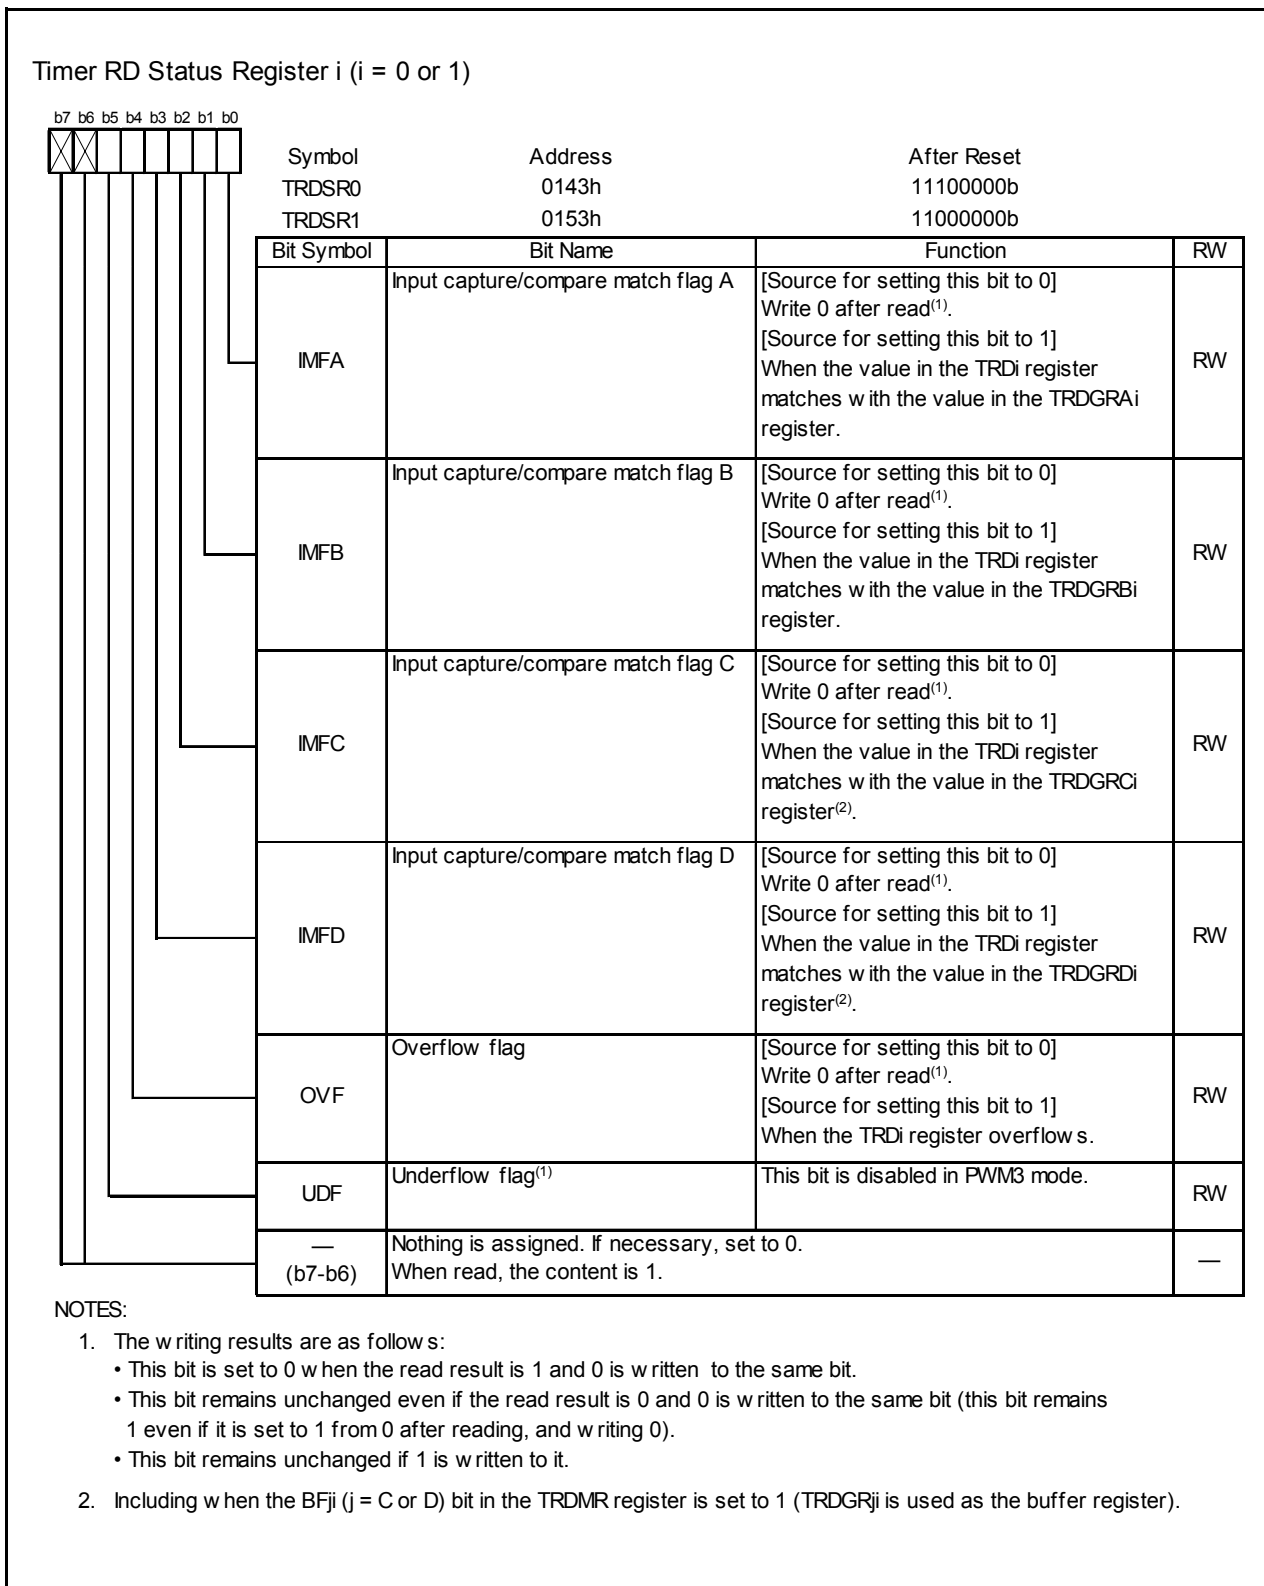 Timer RD Status Register i (i = 0 or 1)
b7 b6 b5 b4 b3 b2 b1 b0
Symbol Address After Reset
TRDSR0 0143h 11100000b
TRDSR1 0153h 11000000b
Bit Symbol Bit Name Function RW
IMFA Input capture/compare match flag A [Source for setting this bit to 0] RW
Write 0 after read(1).
[Source for setting this bit to 1]
When the value in the TRDi register
matches with the value in the TRDGRAi
register.
IMFB Input capture/compare match flag B [Source for setting this bit to 0] RW
Write 0 after read(1).
[Source for setting this bit to 1]
When the value in the TRDi register
matches with the value in the TRDGRBi
register.
IMFC Input capture/compare match flag C [Source for setting this bit to 0] RW
Write 0 after read(1).
[Source for setting this bit to 1]
When the value in the TRDi register
matches with the value in the TRDGRCi
register(2).
IMFD Input capture/compare match flag D [Source for setting this bit to 0] RW
Write 0 after read(1).
[Source for setting this bit to 1]
When the value in the TRDi register
matches with the value in the TRDGRDi
register(2).
OVF Overflow flag [Source for setting this bit to 0] RW
Write 0 after read(1).
[Source for setting this bit to 1]
When the TRDi register overflows.
UDF Underflow flag(1) This bit is disabled in PWM3 mode. RW
— Nothing is assigned. If necessary, set to 0. —
(b7-b6) When read, the content is 1.
NOTES:
1. The writing results are as follows:
• This bit is set to 0 when the read result is 1 and 0 is written to the same bit.
• This bit remains unchanged even if the read result is 0 and 0 is written to the same bit (this bit remains
1 even if it is set to 1 from 0 after reading, and writing 0).
• This bit remains unchanged if 1 is written to it.
2. Including when the BFji (j = C or D) bit in the TRDMR register is set to 1 (TRDGRji is used as the buffer register).